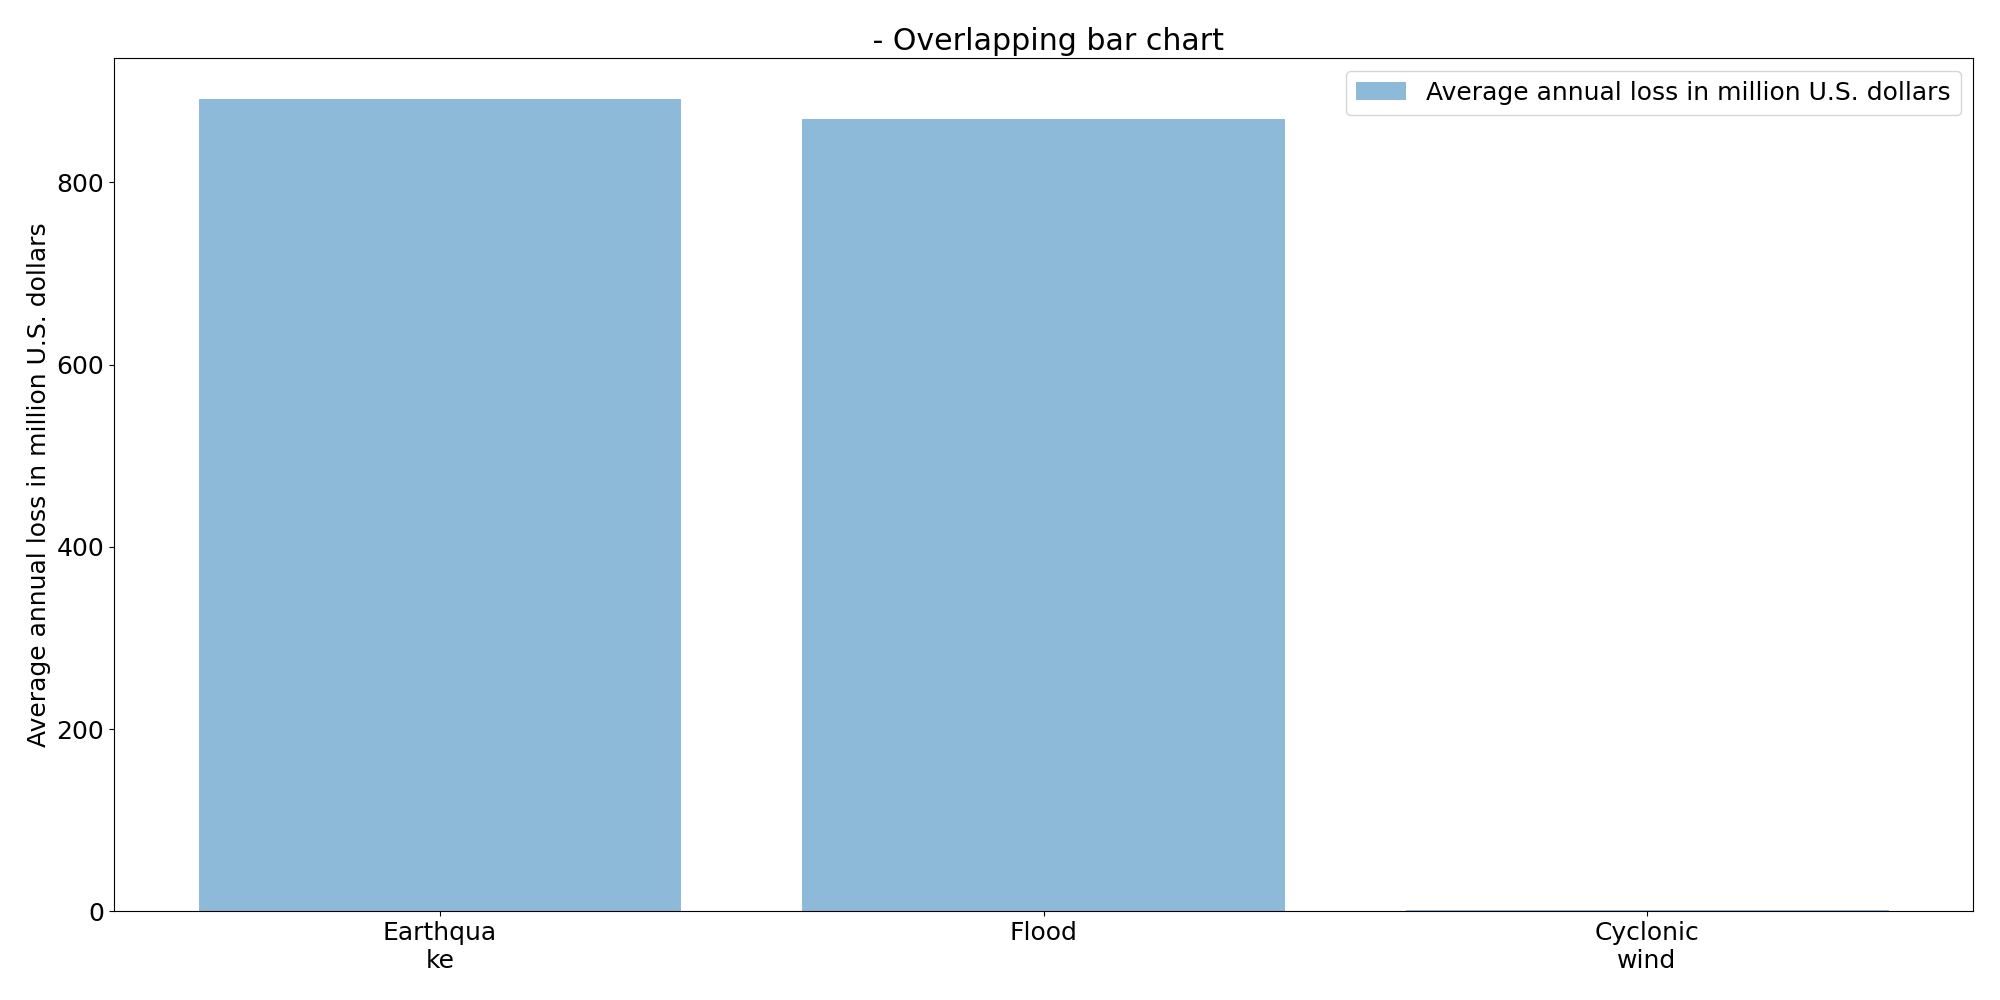 - Overlapping bar chart
Average annual loss in million U.S. dollars
Average annual loss in million U.S. dollars
800
600
400
200
0
Earthqua
ke
Flood
Cyclonic
wind